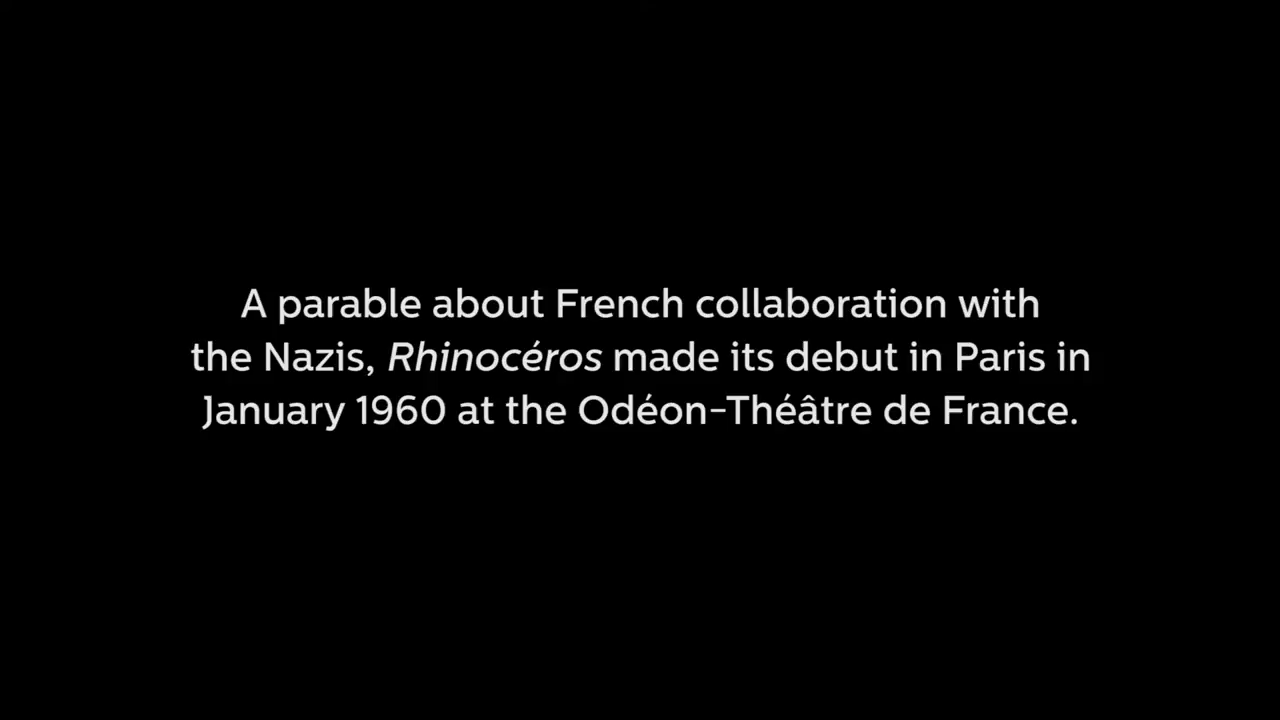 A parable about French collaboration with
the Nazis, Rhinocéros made its debut in Paris in
January 1960 at the Odéon-Théâtre de France.